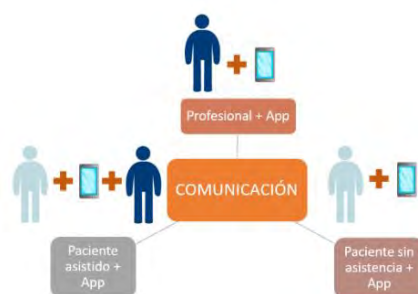 Profesional + App
COMUNICACIÓN
Paciente
asistido +
App
Paciente sin
asistencia +
App